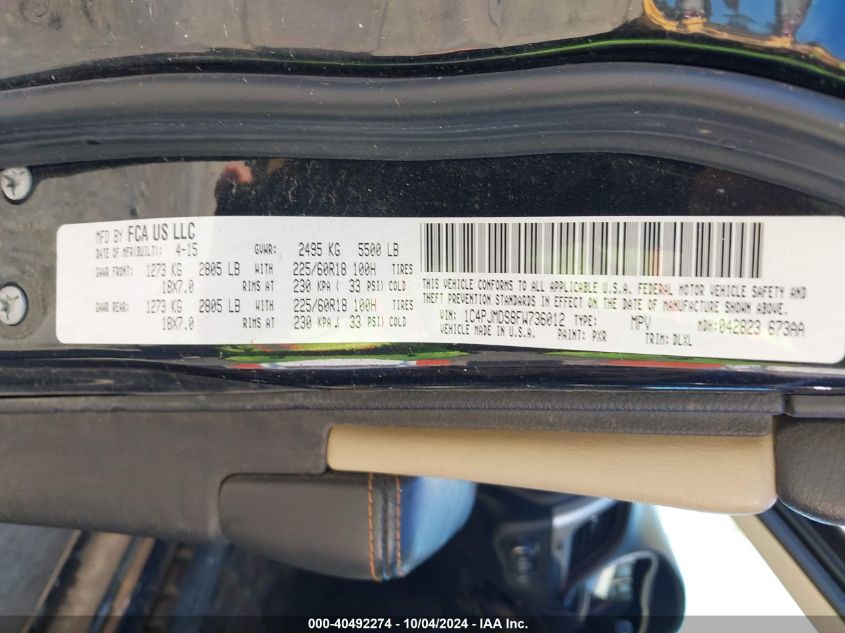 MFD BY FCA US LLC
DATE OF MFR(BUILT): 4-15 GVWR: 2495 KG 5500 LB
GAWR FRONT: 1273 KG 2805 LB WITH 225/60R18 100H TIRES
18X7.0 RIMS AT 230 KPA ( 33 PSI) COLD
GAWR REAR: 1273 KG 2805 LB WITH 225/60R18 100H TIRES
18X7.0 RIMS AT 230 KPA ( 33 PSI) COLD
THIS VEHICLE CONFORMS TO ALL APPLICABLE U.S.A. FEDERAL MOTOR VEHICLE SAFETY AND
THEFT PREVENTION STANDARDS IN EFFECT ON THE DATE OF MANUFACTURE SHOWN ABOVE.
VIN: 1C4PJMDS8FW736012 TYPE: MPV MDH: 042823 673AA
MADE IN U.S.A. PAINT: PXR TRIM: DLXL
000-40492274 - 10/04/2024 - IAA Inc.